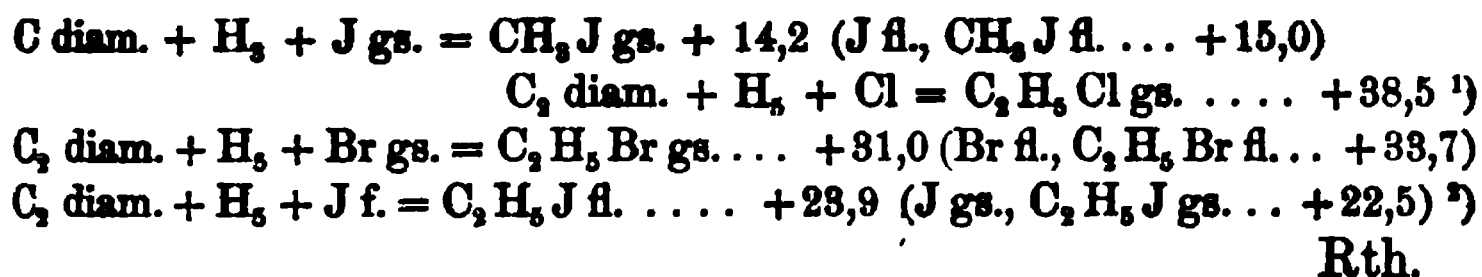 C diam. + H₃ + J gs. = CH₃J gs. + 14,2 (J fl., CH₃J fl. ... +15,0)
C₂ diam. + H₅ + Cl = C₂H₅Cl gs. ..... +38,5 ¹)
C₂ diam. + H₅ + Br gs. = C₂H₅Br gs.... +31,0 (Br fl., C₂H₅Br fl... +33,7)
C₂ diam. + H₅ + J f. = C₂H₅J fl. ..... +23,9 (J gs., C₂H₅J gs... +22,5) ²)
Rth.